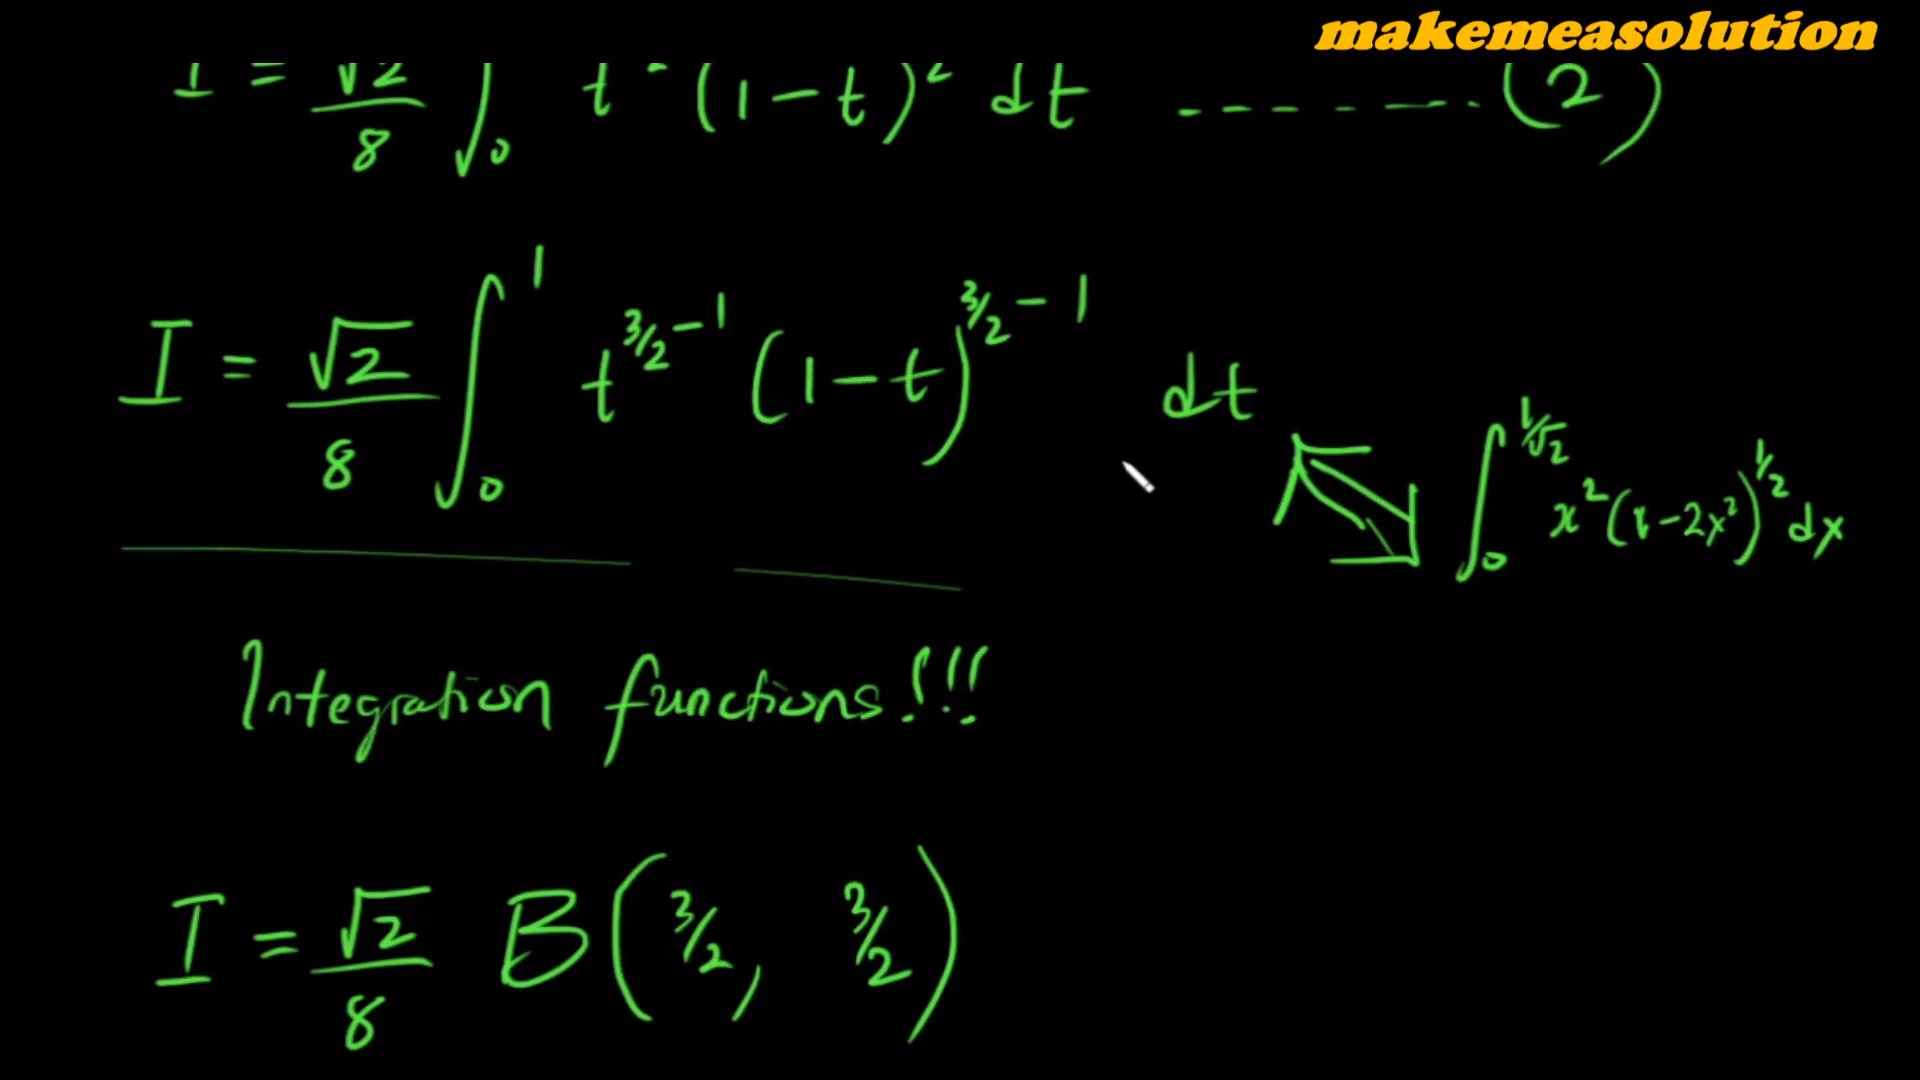 makemeasolution
I = √2/8 ∫₀ t (1-t) dt -------(2)
I = √2/8 ∫₀¹ t^(3/2-1) (1-t)^(3/2-1) dt
∫₀^(1/√2) x²(1-2x²)^(1/2) dx
Integration functions!!!
I = √2/8 B(3/2, 3/2)